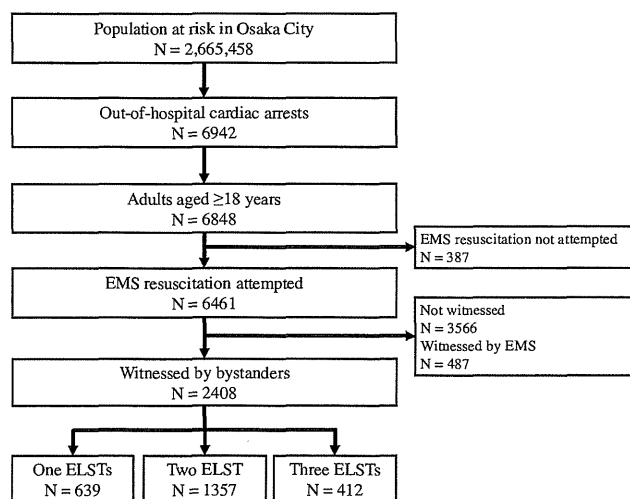 Population at risk in Osaka City
N = 2,665,458
Out-of-hospital cardiac arrests
N = 6942
Adults aged ≥18 years
N = 6848
EMS resuscitation not attempted
N = 387
EMS resuscitation attempted
N = 6461
Not witnessed
N = 3566
Witnessed by EMS
N = 487
Witnessed by bystanders
N = 2408
One ELSTs
N = 639
Two ELST
N = 1357
Three ELSTs
N = 412